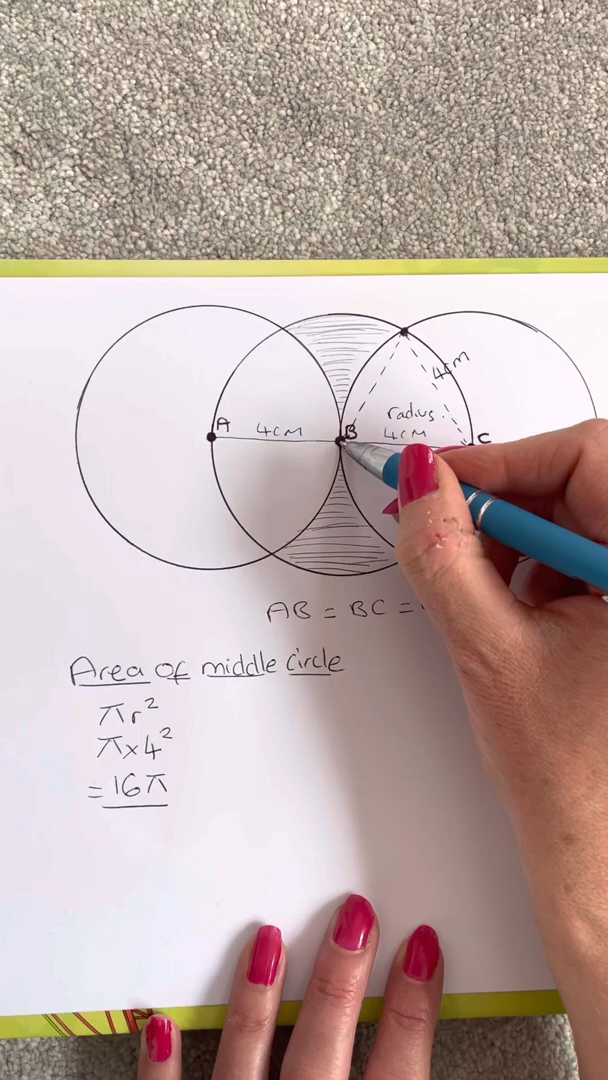 4cm
radius
A
4cm
B
4cm
C
AB = BC =
Area of middle circle
πr²
π×4²
= 16π